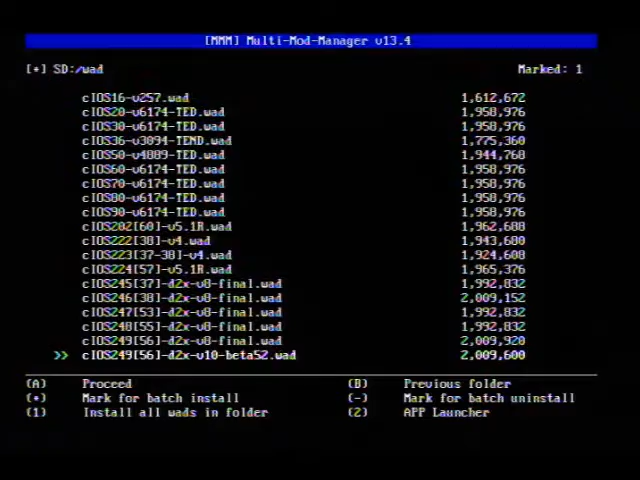 [MMM] Multi-Mod-Manager v13.4
[+] SD:/wad Marked: 1
cIOS16-v257.wad 1,612,672
cIOS20-v6174-TED.wad 1,958,976
cIOS30-v6174-TED.wad 1,958,976
cIOS36-v3094-TEMD.wad 1,775,360
cIOS50-v4889-TED.wad 1,944,768
cIOS60-v6174-TED.wad 1,958,976
cIOS70-v6174-TED.wad 1,958,976
cIOS80-v6174-TED.wad 1,958,976
cIOS90-v6174-TED.wad 1,958,976
cIOS202[60]-v5.1R.wad 1,962,688
cIOS222[38]-v4.wad 1,943,680
cIOS223[37-38]-v4.wad 1,924,608
cIOS224[57]-v5.1R.wad 1,965,376
cIOS245[37]-d2x-v8-final.wad 1,992,832
cIOS246[38]-d2x-v8-final.wad 2,009,152
cIOS247[53]-d2x-v8-final.wad 1,992,832
cIOS248[55]-d2x-v8-final.wad 1,992,832
cIOS249[56]-d2x-v8-final.wad 2,009,920
>> cIOS249[56]-d2x-v10-beta52.wad 2,009,600
(A) Proceed (B) Previous folder
(+) Mark for batch install (-) Mark for batch uninstall
(1) Install all wads in folder (2) APP Launcher